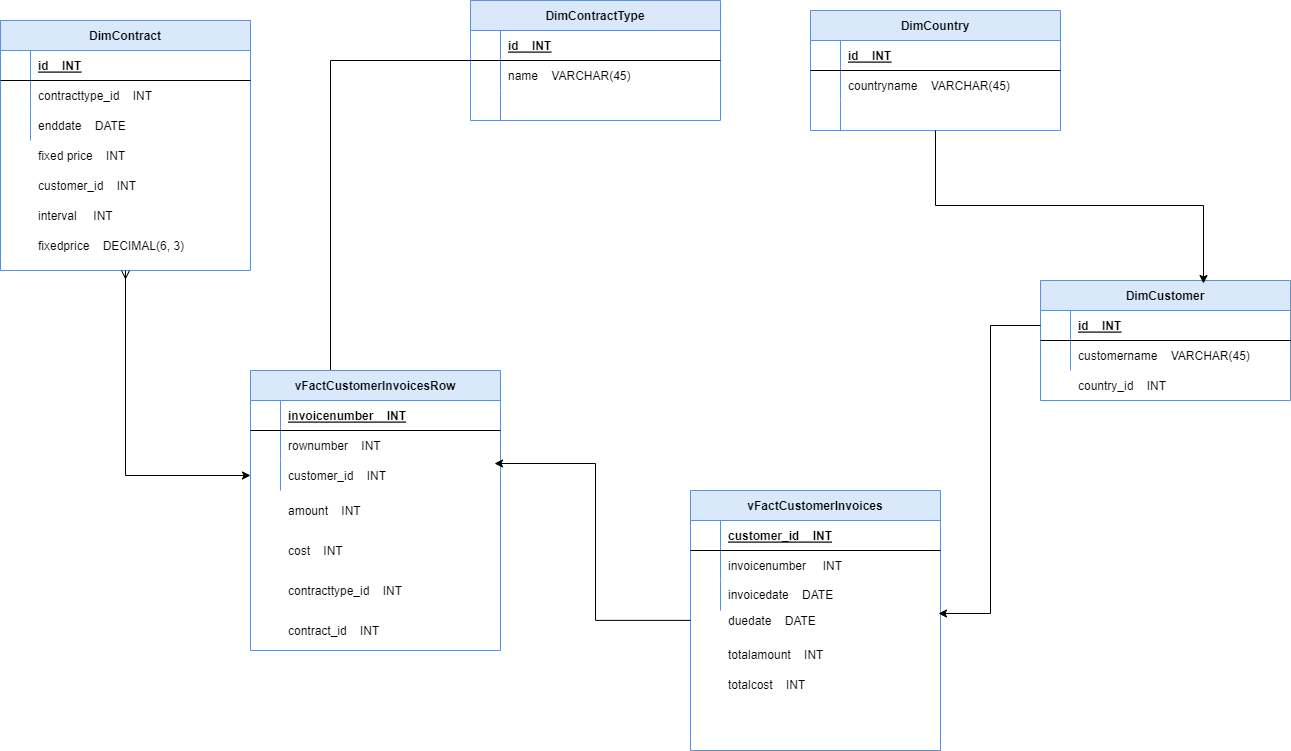 DimContract
id INT
contracttype_id INT
enddate DATE
fixed price INT
customer_id INT
interval INT
fixedprice DECIMAL(6, 3)
DimContractType
id INT
name VARCHAR(45)
DimCountry
id INT
countryname VARCHAR(45)
DimCustomer
id INT
customername VARCHAR(45)
country_id INT
vFactCustomerInvoicesRow
invoicenumber INT
rownumber INT
customer_id INT
amount INT
cost INT
contracttype_id INT
contract_id INT
vFactCustomerInvoices
customer_id INT
invoicenumber INT
invoicedate DATE
duedate DATE
totalamount INT
totalcost INT